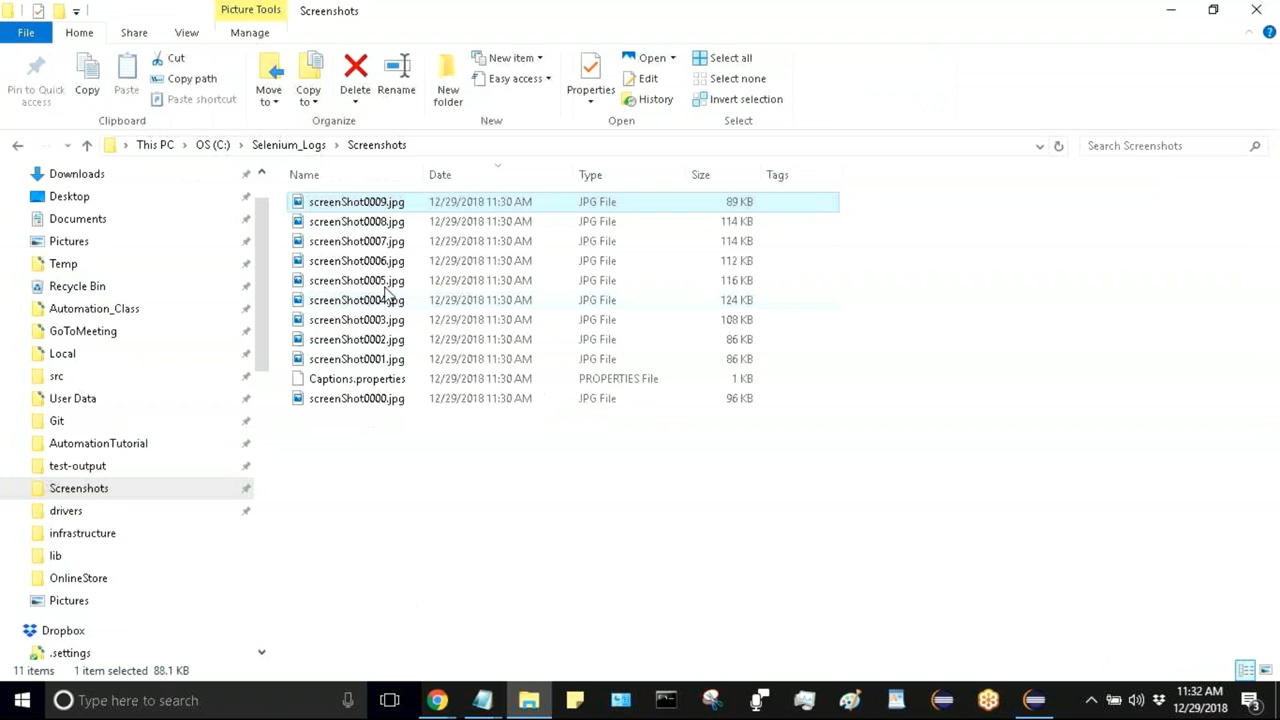 Picture Tools
Screenshots
File
Home
Share
View
Manage
Pin to Quick access
Copy
Paste
Cut
Copy path
Paste shortcut
Clipboard
Move to
Copy to
Delete
Rename
Organize
New folder
New item
Easy access
New
Properties
Open
Edit
History
Open
Select all
Select none
Invert selection
Select
This PC > OS (C:) > Selenium_Logs > Screenshots
Search Screenshots
Downloads
Desktop
Documents
Pictures
Temp
Recycle Bin
Automation_Class
GoToMeeting
Local
src
User Data
Git
AutomationTutorial
test-output
Screenshots
drivers
infrastructure
lib
OnlineStore
Pictures
Dropbox
.settings
Name Date Type Size Tags
screenShot0009.jpg 12/29/2018 11:30 AM JPG File 89 KB
screenShot0008.jpg 12/29/2018 11:30 AM JPG File 114 KB
screenShot0007.jpg 12/29/2018 11:30 AM JPG File 114 KB
screenShot0006.jpg 12/29/2018 11:30 AM JPG File 112 KB
screenShot0005.jpg 12/29/2018 11:30 AM JPG File 116 KB
screenShot0004.jpg 12/29/2018 11:30 AM JPG File 124 KB
screenShot0003.jpg 12/29/2018 11:30 AM JPG File 108 KB
screenShot0002.jpg 12/29/2018 11:30 AM JPG File 86 KB
screenShot0001.jpg 12/29/2018 11:30 AM JPG File 86 KB
Captions.properties 12/29/2018 11:30 AM PROPERTIES File 1 KB
screenShot0000.jpg 12/29/2018 11:30 AM JPG File 96 KB
11 items 1 item selected 88.1 KB
Type here to search
11:32 AM
12/29/2018
3